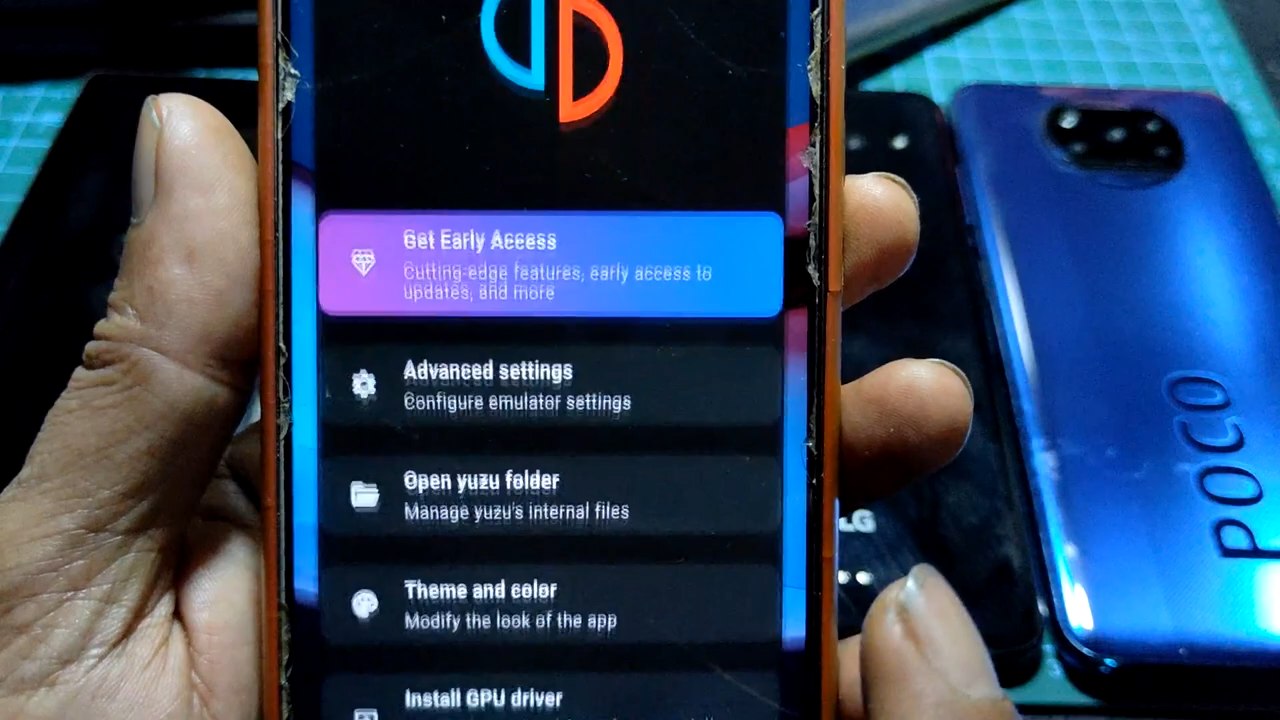 Get Early Access
Cutting-edge features, early access to
updates, and more
Advanced settings
Configure emulator settings
Open yuzu folder
Manage yuzu's internal files
Theme and color
Modify the look of the app
Install GPU driver
LG
POCO